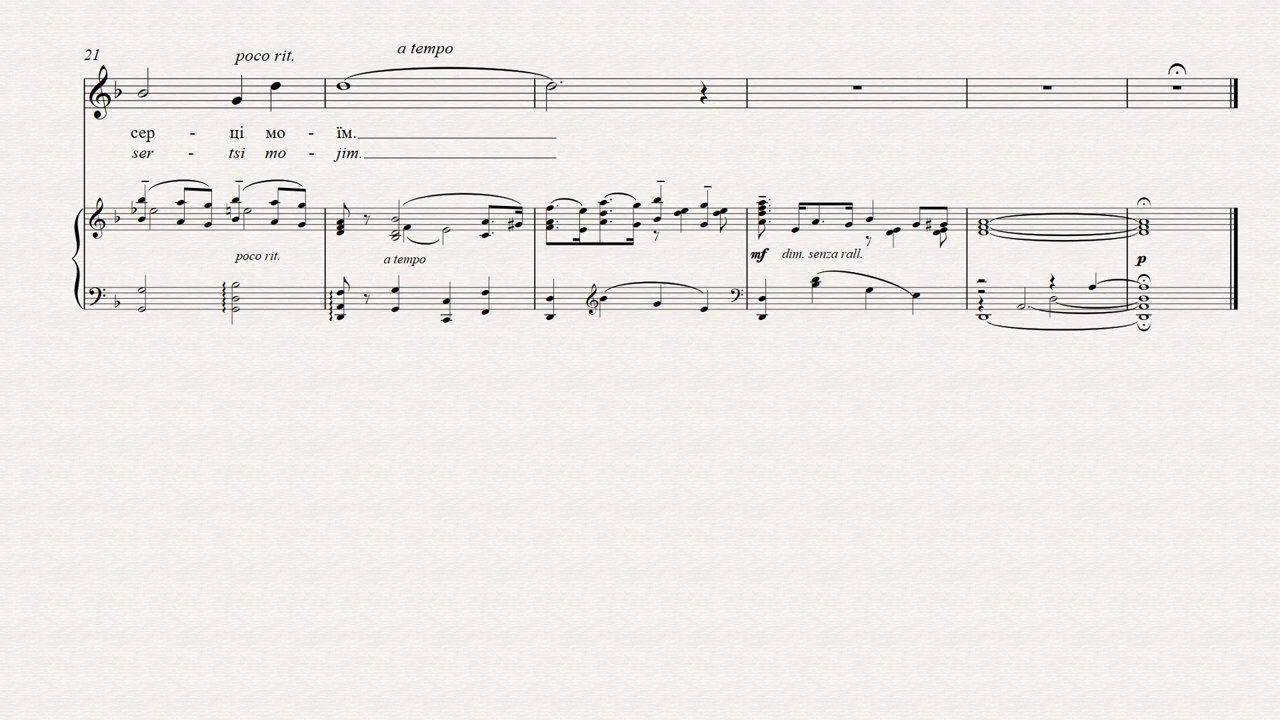 21
poco rit.
a tempo
сер - ці мо - їм.
ser - tsi mo - jim.
poco rit.
a tempo
mf dim. senza rall.
p